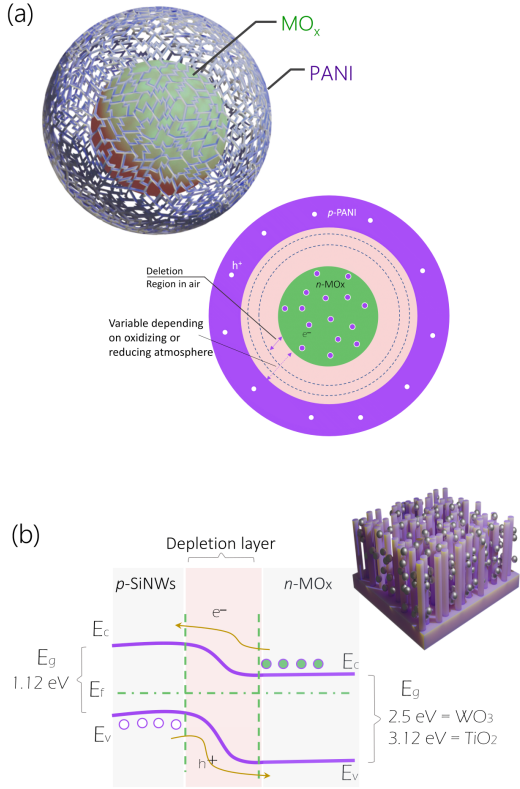 (a)
MOx
PANI
p-PANI
h+
Deletion
Region in air
n-MOx
Variable depending
on oxidizing or
reducing atmosphere
e−
(b)
Depletion layer
p-SiNWs
n-MOx
e−
Ec
Ec
Eg
1.12 eV
Ef
Eg
2.5 eV = WO3
3.12 eV = TiO2
Ev
h+
Ev